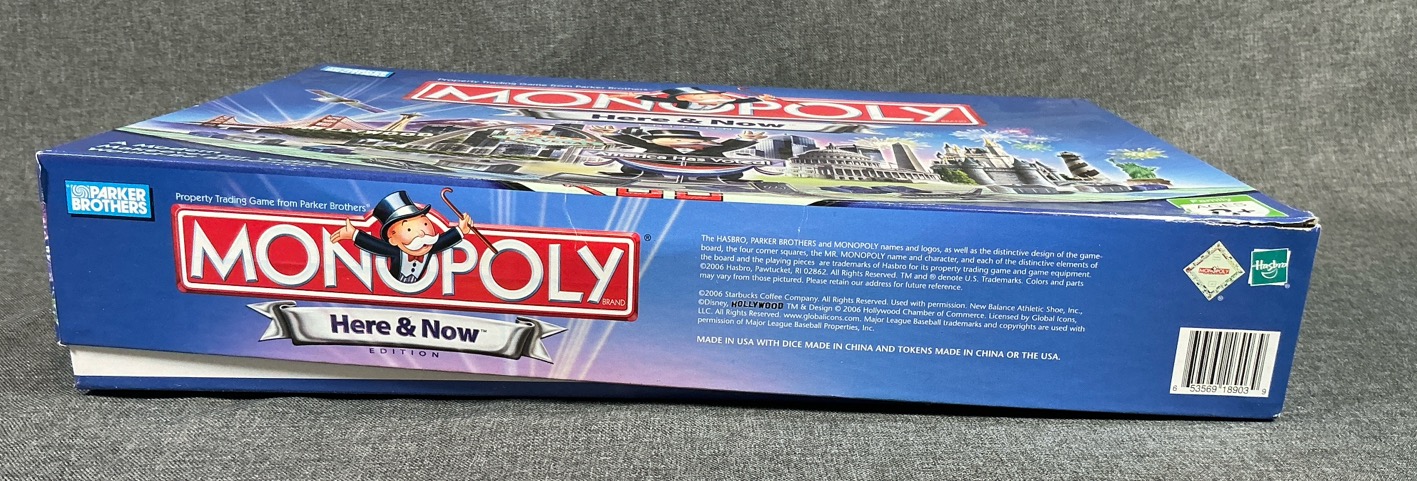 Property Trading Game from Parker Brothers®
MONOPOLY
BRAND
Here & Now
PARKER
BROTHERS
Property Trading Game from Parker Brothers®
MONOPOLY®
BRAND
Here & Now™
EDITION
The HASBRO, PARKER BROTHERS and MONOPOLY names and logos, as well as the distinctive design of the game-
board, the four corner squares, the MR. MONOPOLY name and character, and each of the distinctive elements of
the board and the playing pieces are trademarks of Hasbro for its property trading game and game equipment.
©2006 Hasbro, Pawtucket, RI 02862. All Rights Reserved. TM and ® denote U.S. Trademarks. Colors and parts
may vary from those pictured. Please retain our address for future reference.
©2006 Starbucks Coffee Company. All Rights Reserved. Used with permission. New Balance Athletic Shoe, Inc.,
©Disney, HOLLYWOOD TM & Design © 2006 Hollywood Chamber of Commerce. Licensed by Global Icons,
LLC. All Rights Reserved. www.globalicons.com. Major League Baseball trademarks and copyrights are used with
permission of Major League Baseball Properties, Inc.
MADE IN USA WITH DICE MADE IN CHINA AND TOKENS MADE IN CHINA OR THE USA.
MONOPOLY
®
Hasbro
®
6 53569 18903 9